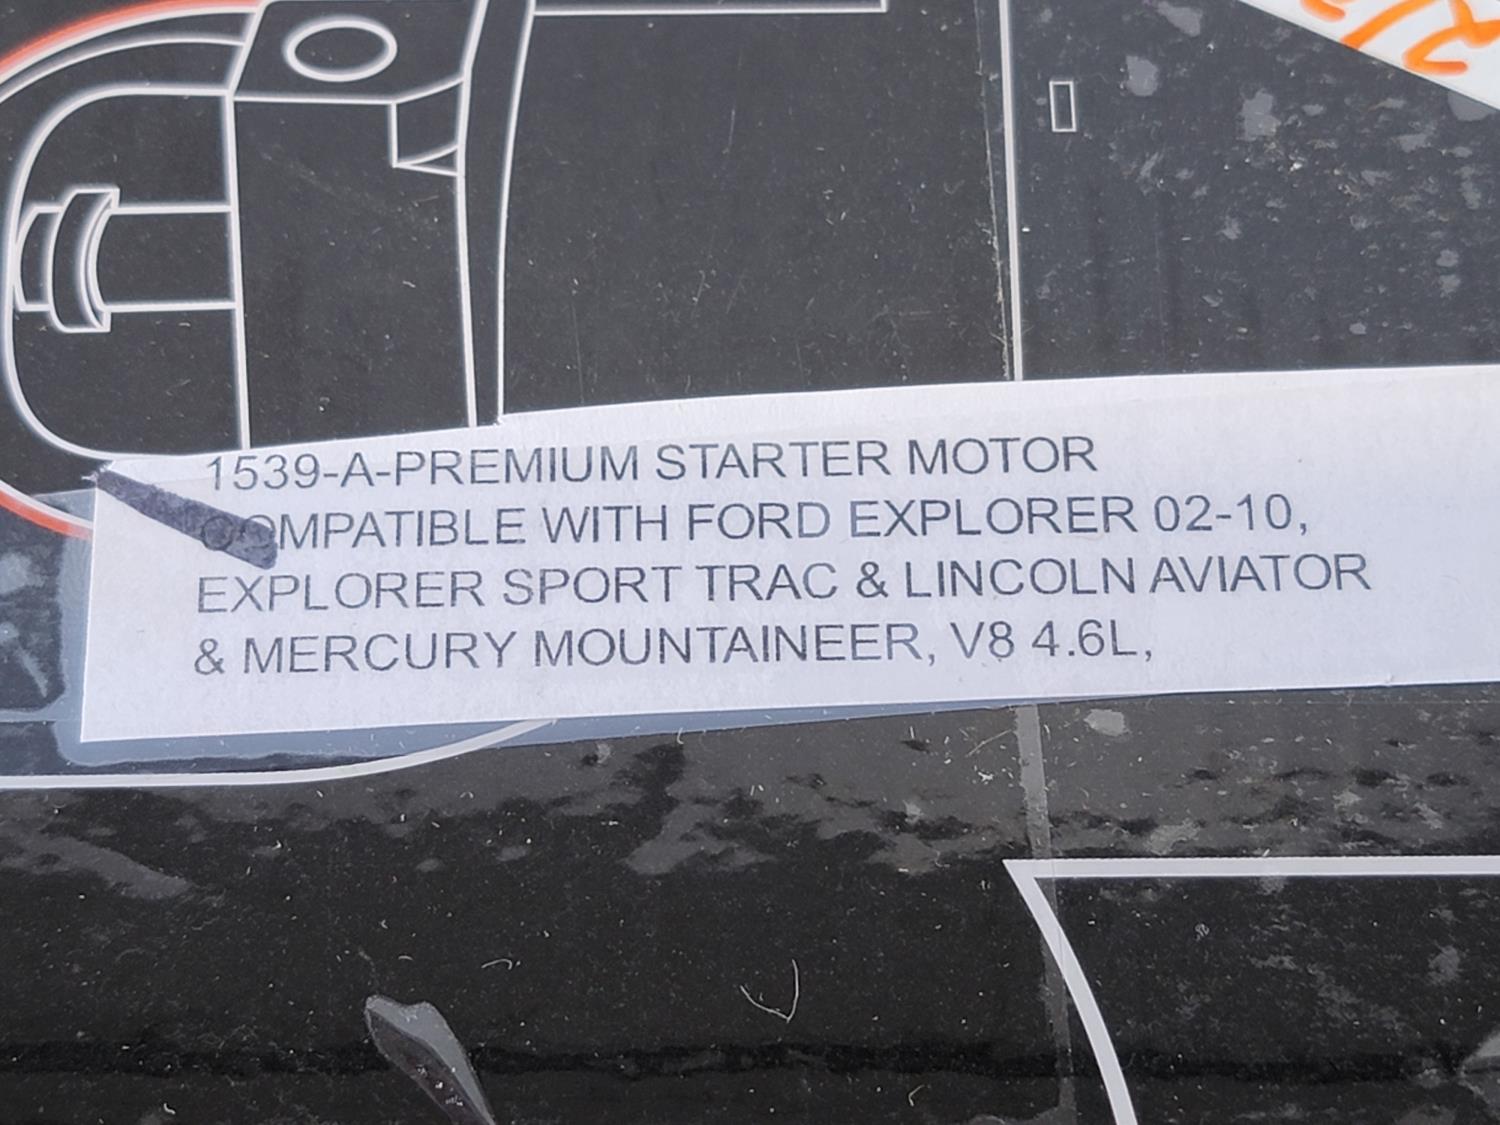 1539-A-PREMIUM STARTER MOTOR
COMPATIBLE WITH FORD EXPLORER 02-10,
EXPLORER SPORT TRAC & LINCOLN AVIATOR
& MERCURY MOUNTAINEER, V8 4.6L,